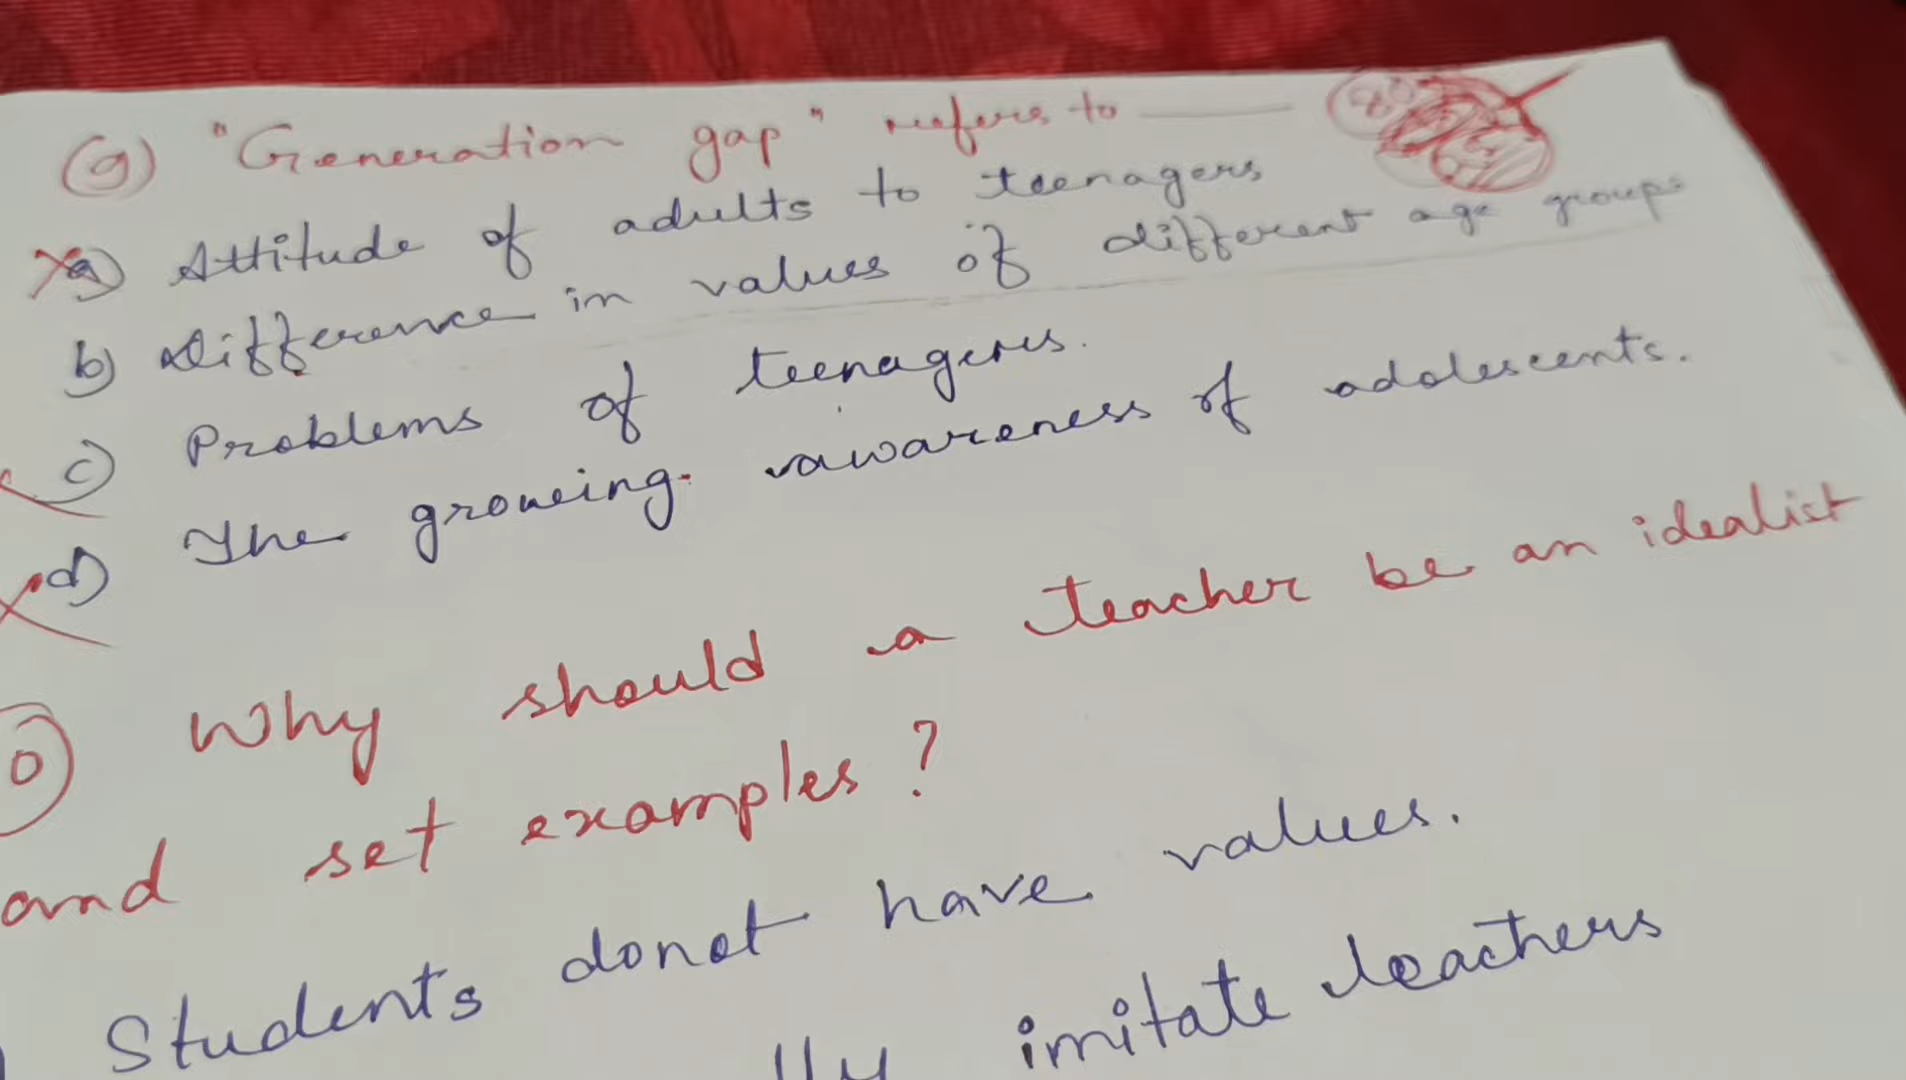 (9) "Generation gap" refers to ——
a) Attitude of adults to teenagers
b) Difference in values of different age groups
c) Problems of teenagers.
d) The growing awareness of adolescents.
Why should a teacher be an idealist
and set examples?
Students donot have values.
imitate teachers